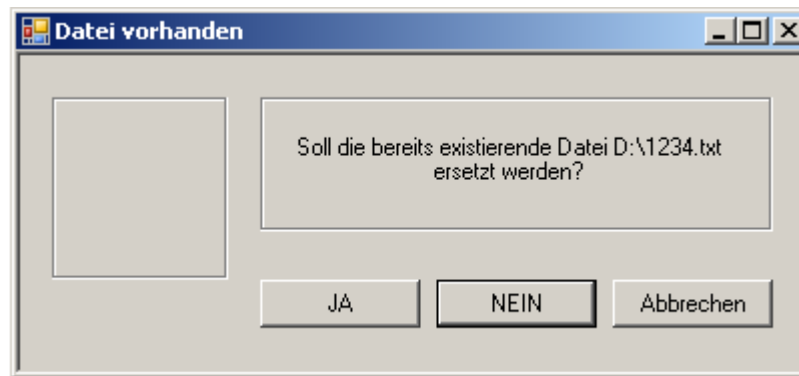 Datei vorhanden
Soll die bereits existierende Datei D:\1234.txt
ersetzt werden?
JA
NEIN
Abbrechen